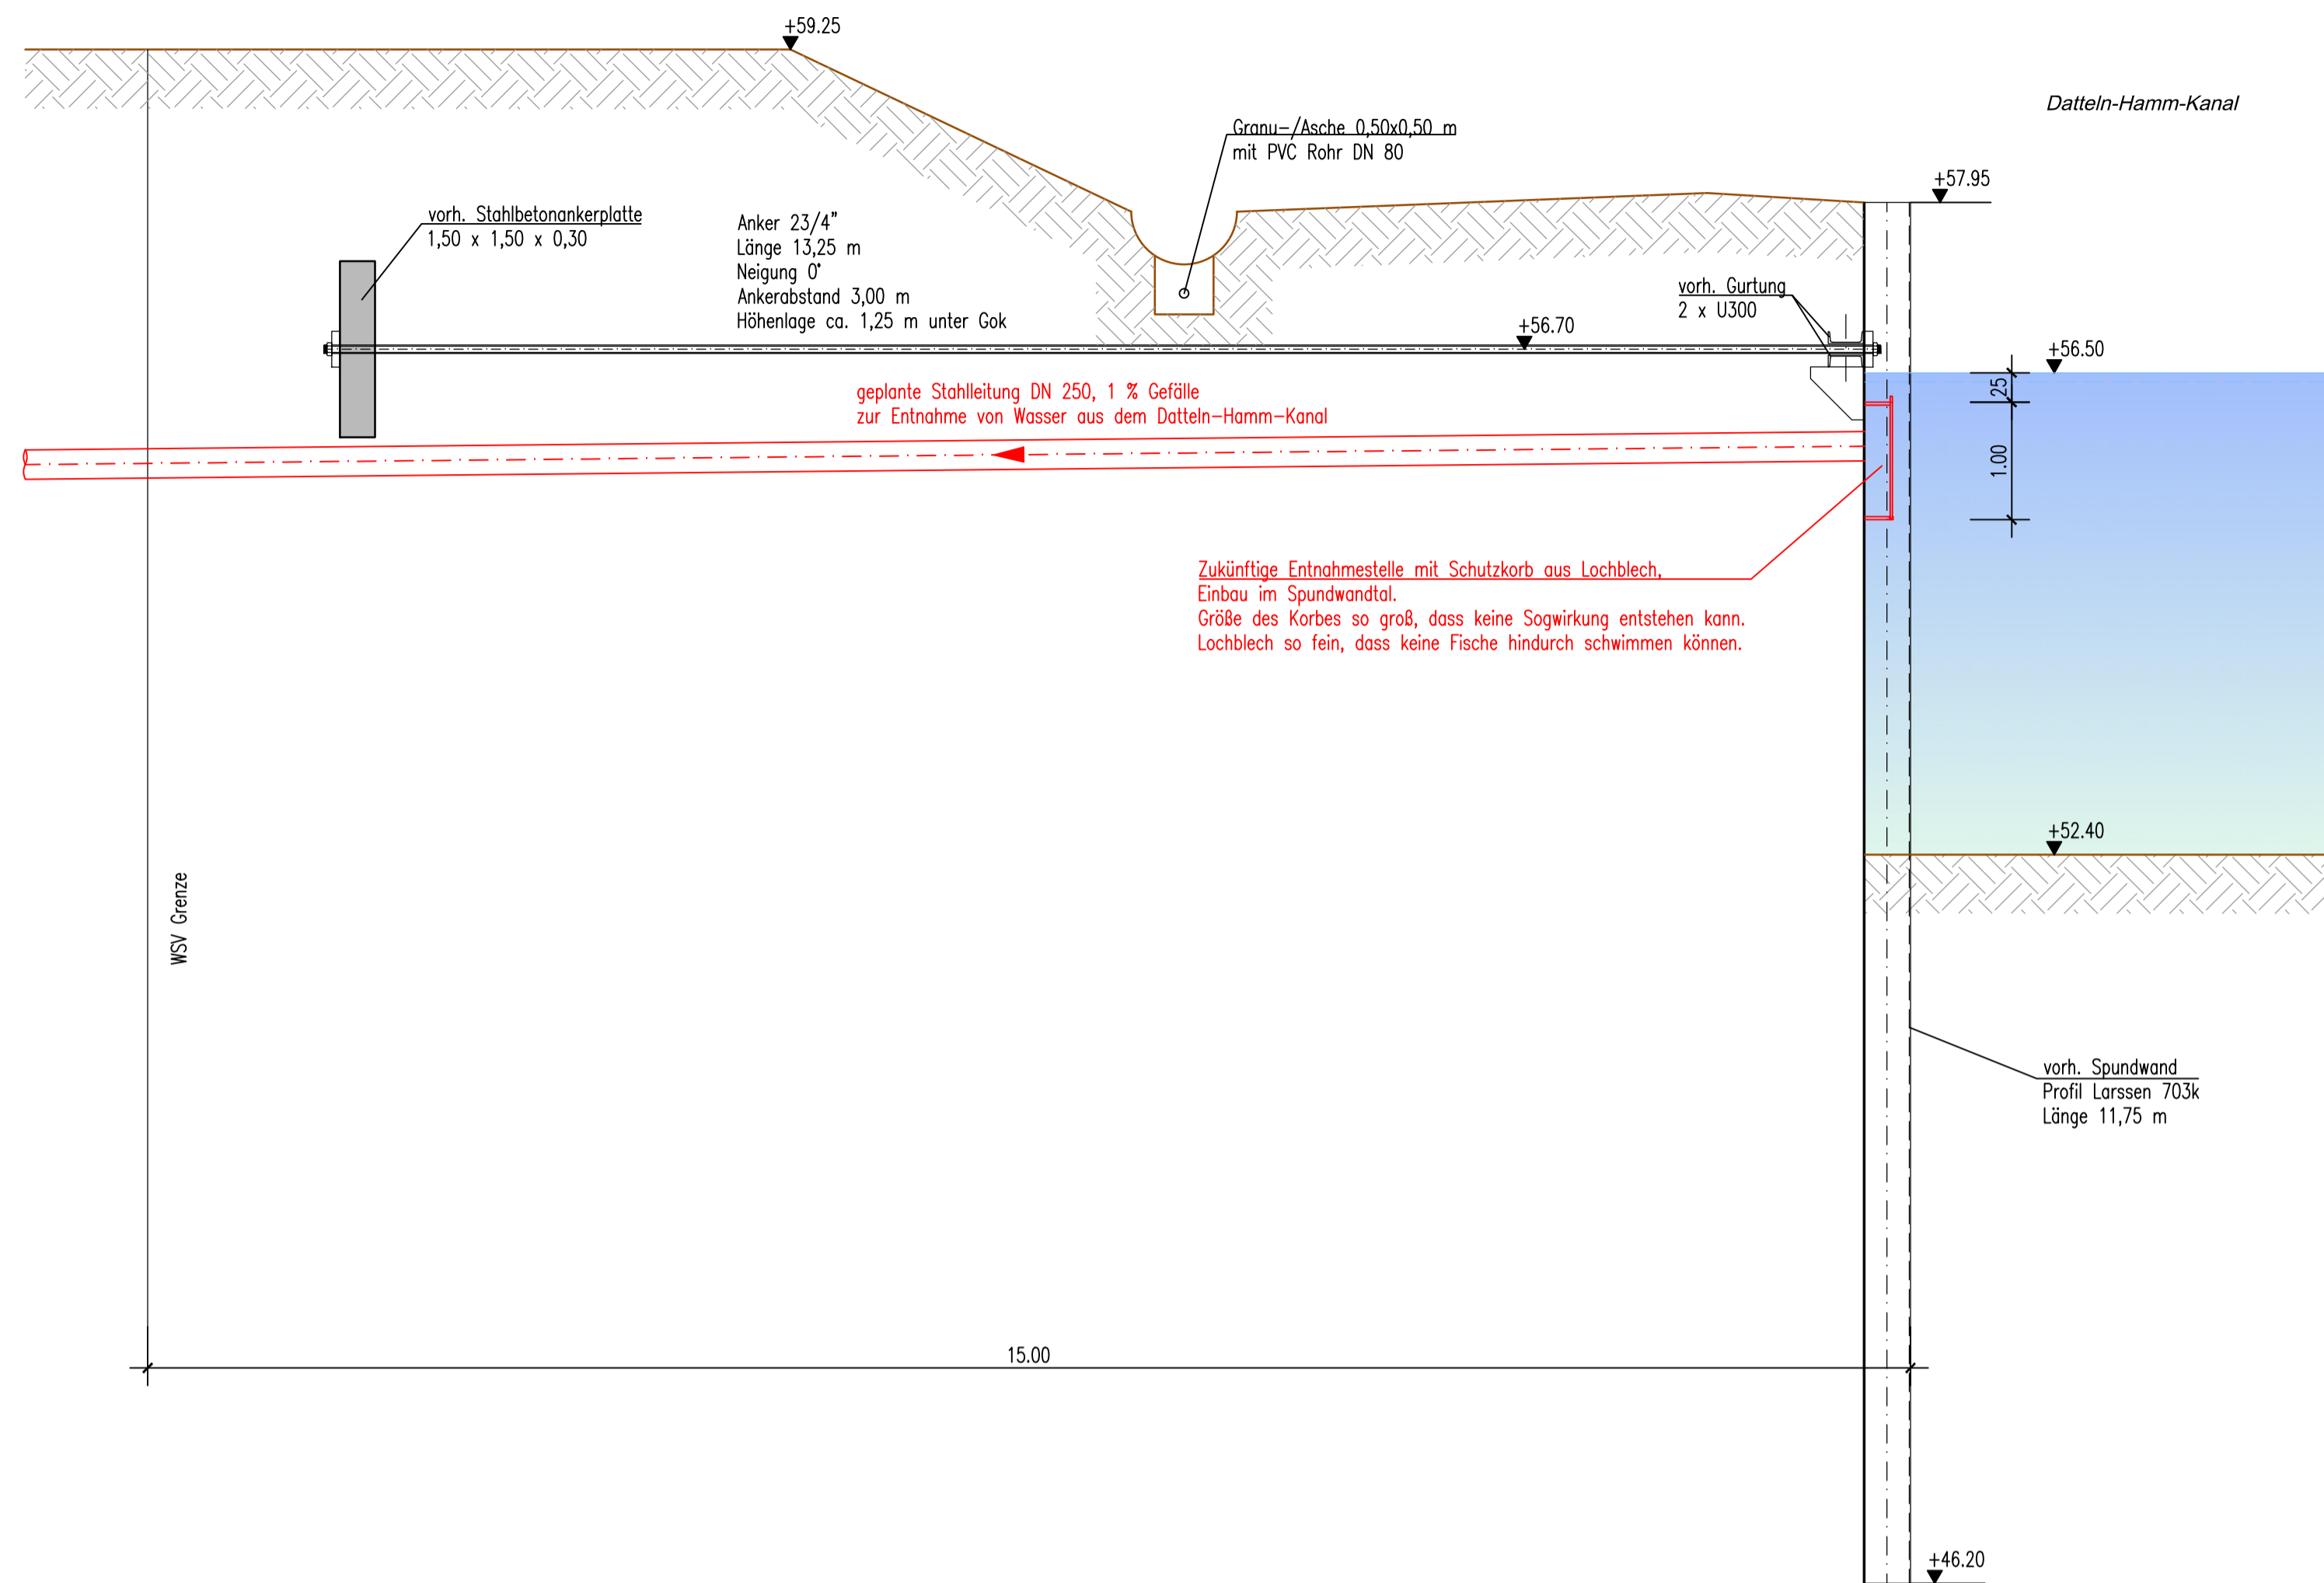 +59.25
Datteln-Hamm-Kanal
Granu-/Asche 0,50x0,50 m
mit PVC Rohr DN 80
+57.95
vorh. Stahlbetonankerplatte
1,50 x 1,50 x 0,30
Anker 23/4"
Länge 13,25 m
Neigung 0°
Ankerabstand 3,00 m
Höhenlage ca. 1,25 m unter Gok
vorh. Gurtung
2 x U300
+56.70
+56.50
25
1.00
geplante Stahlleitung DN 250, 1 % Gefälle
zur Entnahme von Wasser aus dem Datteln-Hamm-Kanal
Zukünftige Entnahmestelle mit Schutzkorb aus Lochblech,
Einbau im Spundwandtal.
Größe des Korbes so groß, dass keine Sogwirkung entstehen kann.
Lochblech so fein, dass keine Fische hindurch schwimmen können.
+52.40
WSV Grenze
vorh. Spundwand
Profil Larssen 703k
Länge 11,75 m
15.00
+46.20